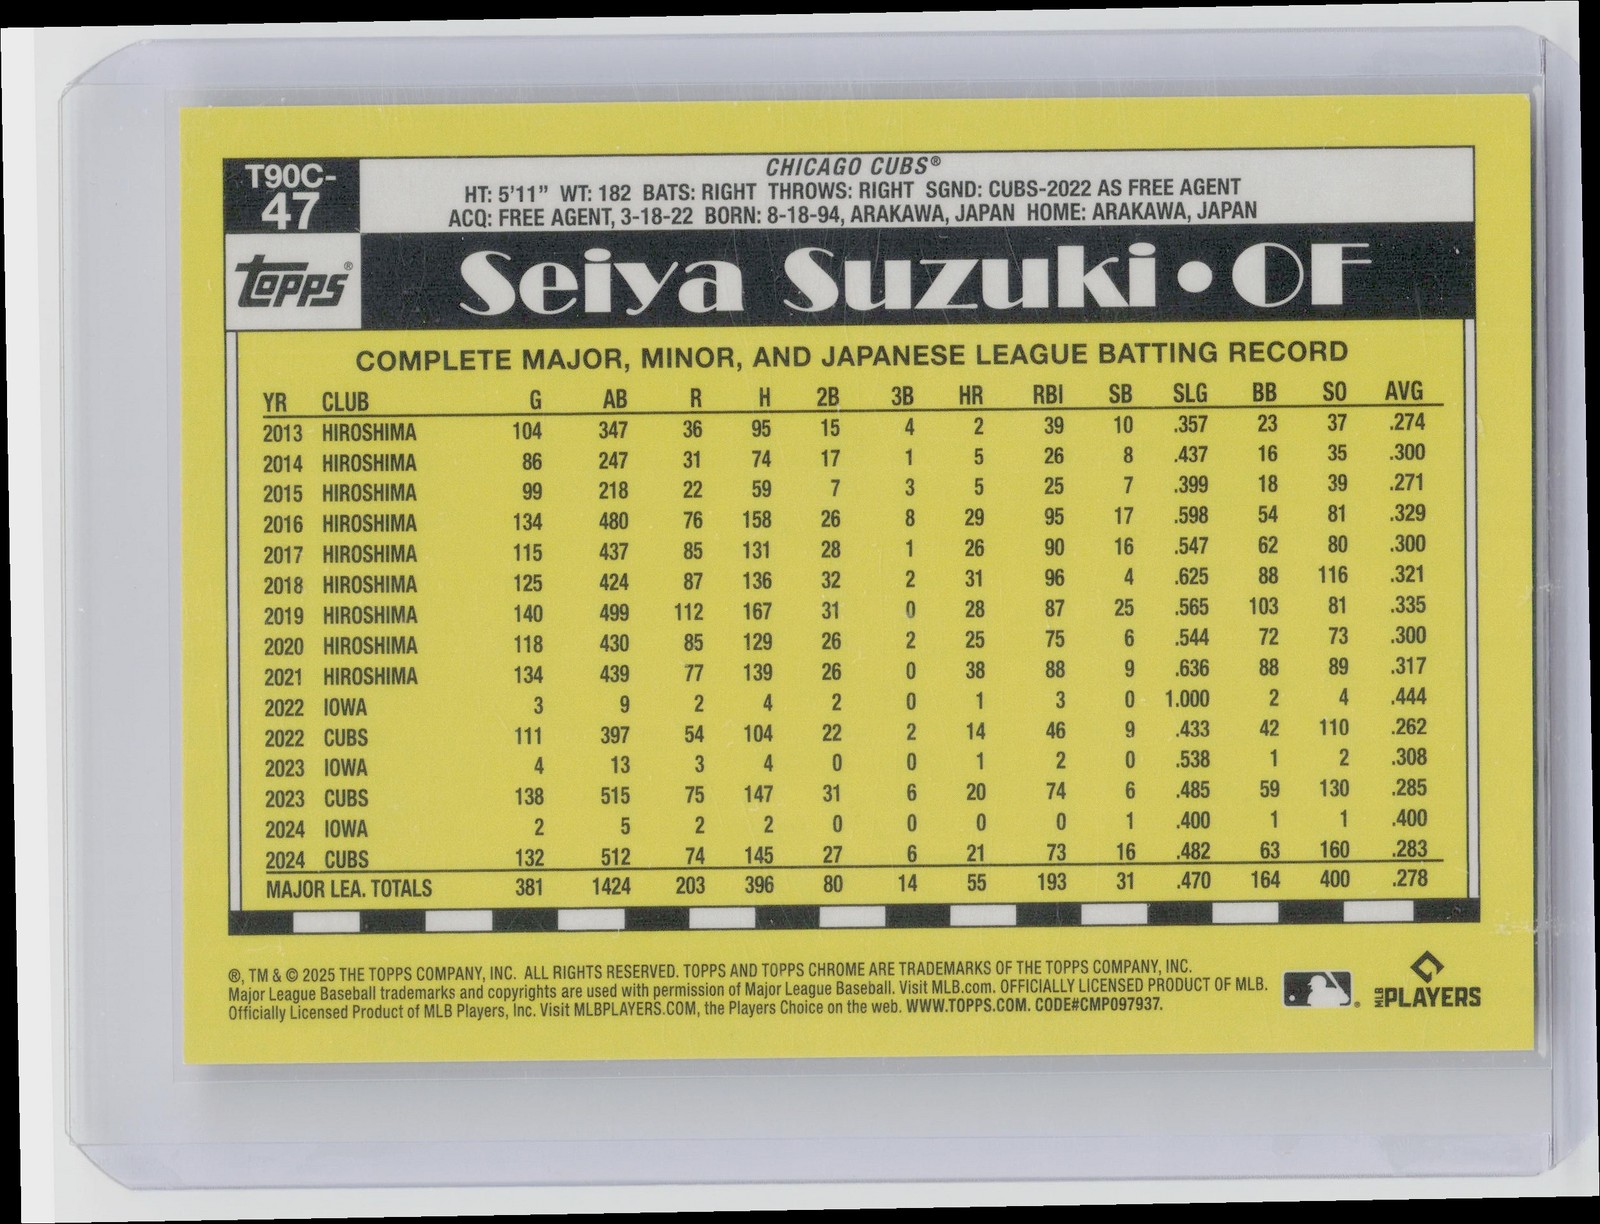 T90C-
47
CHICAGO CUBS®
HT: 5'11" WT: 182 BATS: RIGHT THROWS: RIGHT SGND: CUBS-2022 AS FREE AGENT
ACQ: FREE AGENT, 3-18-22 BORN: 8-18-94, ARAKAWA, JAPAN HOME: ARAKAWA, JAPAN
topps®
Seiya Suzuki • OF
COMPLETE MAJOR, MINOR, AND JAPANESE LEAGUE BATTING RECORD
YR CLUB G AB R H 2B 3B HR RBI SB SLG BB SO AVG
2013 HIROSHIMA 104 347 36 95 15 4 2 39 10 .357 23 37 .274
2014 HIROSHIMA 86 247 31 74 17 1 5 26 8 .437 16 35 .300
2015 HIROSHIMA 99 218 22 59 7 3 5 25 7 .399 18 39 .271
2016 HIROSHIMA 134 480 76 158 26 8 29 95 17 .598 54 81 .329
2017 HIROSHIMA 115 437 85 131 28 1 26 90 16 .547 62 80 .300
2018 HIROSHIMA 125 424 87 136 32 2 31 96 4 .625 88 116 .321
2019 HIROSHIMA 140 499 112 167 31 0 28 87 25 .565 103 81 .335
2020 HIROSHIMA 118 430 85 129 26 2 25 75 6 .544 72 73 .300
2021 HIROSHIMA 134 439 77 139 26 0 38 88 9 .636 88 89 .317
2022 IOWA 3 9 2 4 2 0 1 3 0 1.000 2 4 .444
2022 CUBS 111 397 54 104 22 2 14 46 9 .433 42 110 .262
2023 IOWA 4 13 3 4 0 0 1 2 0 .538 1 2 .308
2023 CUBS 138 515 75 147 31 6 20 74 6 .485 59 130 .285
2024 IOWA 2 5 2 2 0 0 0 0 1 .400 1 1 .400
2024 CUBS 132 512 74 145 27 6 21 73 16 .482 63 160 .283
MAJOR LEA. TOTALS 381 1424 203 396 80 14 55 193 31 .470 164 400 .278
®, TM & © 2025 THE TOPPS COMPANY, INC. ALL RIGHTS RESERVED. TOPPS AND TOPPS CHROME ARE TRADEMARKS OF THE TOPPS COMPANY, INC.
Major League Baseball trademarks and copyrights are used with permission of Major League Baseball. Visit MLB.com. OFFICIALLY LICENSED PRODUCT OF MLB.
Officially Licensed Product of MLB Players, Inc. Visit MLBPLAYERS.COM, the Players Choice on the web. WWW.TOPPS.COM. CODE#CMP097937.
MLB PLAYERS